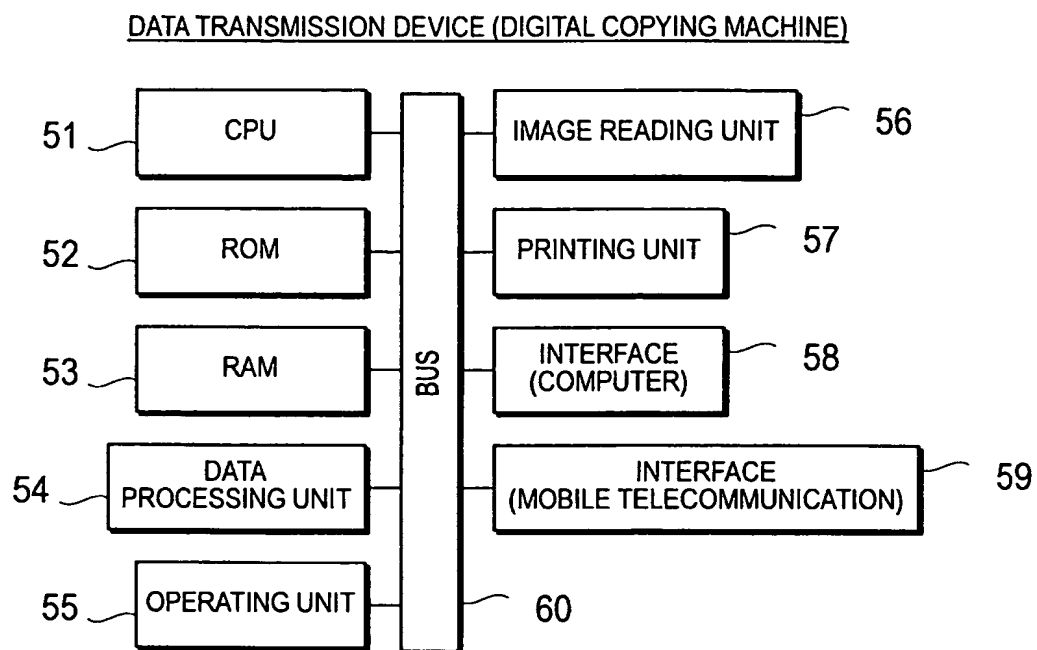 DATA TRANSMISSION DEVICE (DIGITAL COPYING MACHINE)
51
CPU
52
ROM
53
RAM
54
DATA
PROCESSING UNIT
55
OPERATING UNIT
BUS
60
IMAGE READING UNIT
56
PRINTING UNIT
57
INTERFACE
(COMPUTER)
58
INTERFACE
(MOBILE TELECOMMUNICATION)
59